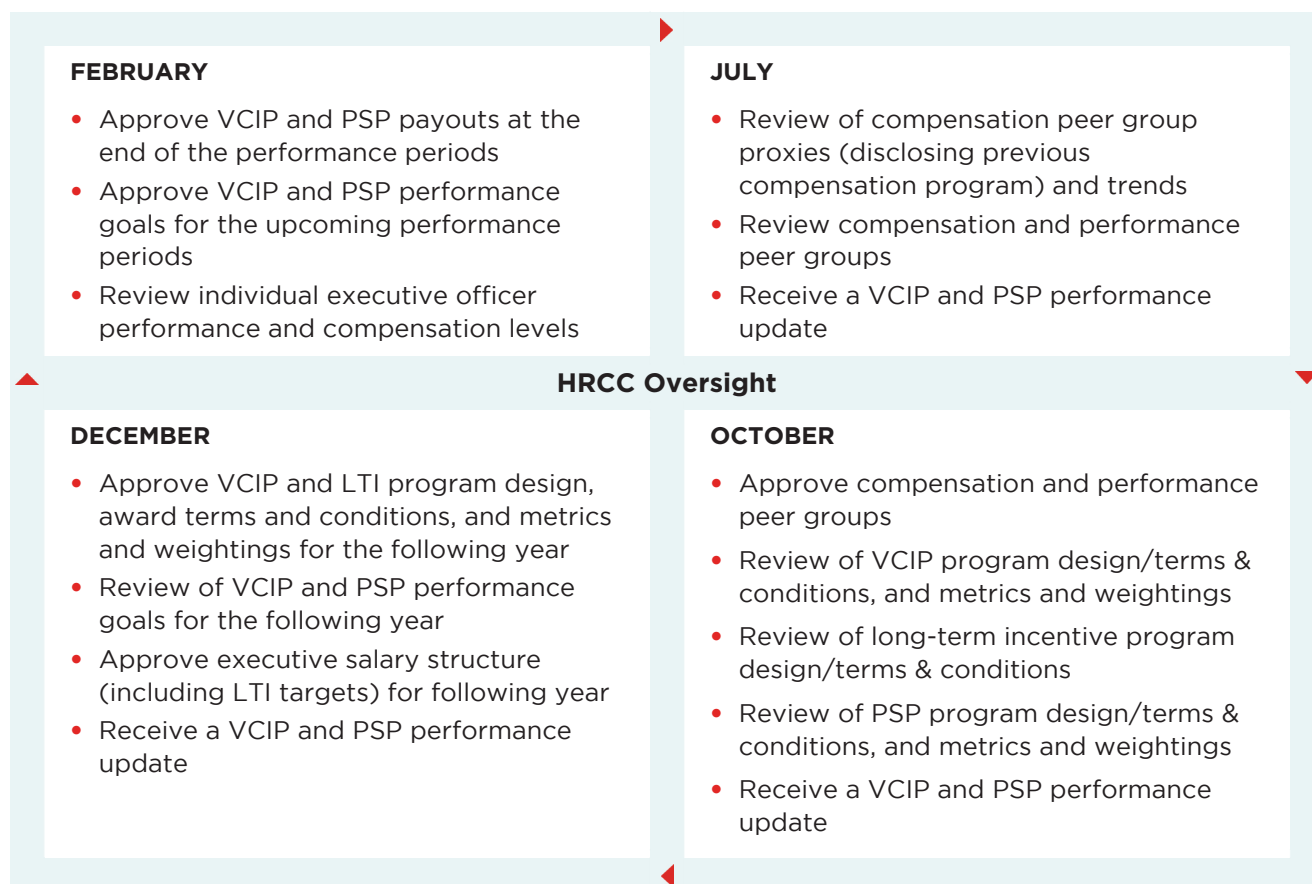 FEBRUARY
• Approve VCIP and PSP payouts at the
end of the performance periods
• Approve VCIP and PSP performance
goals for the upcoming performance
periods
• Review individual executive officer
performance and compensation levels
JULY
• Review of compensation peer group
proxies (disclosing previous
compensation program) and trends
• Review compensation and performance
peer groups
• Receive a VCIP and PSP performance
update
HRCC Oversight
DECEMBER
• Approve VCIP and LTI program design,
award terms and conditions, and metrics
and weightings for the following year
• Review of VCIP and PSP performance
goals for the following year
• Approve executive salary structure
(including LTI targets) for following year
• Receive a VCIP and PSP performance
update
OCTOBER
• Approve compensation and performance
peer groups
• Review of VCIP program design/terms &
conditions, and metrics and weightings
• Review of long-term incentive program
design/terms & conditions
• Review of PSP program design/terms &
conditions, and metrics and weightings
• Receive a VCIP and PSP performance
update